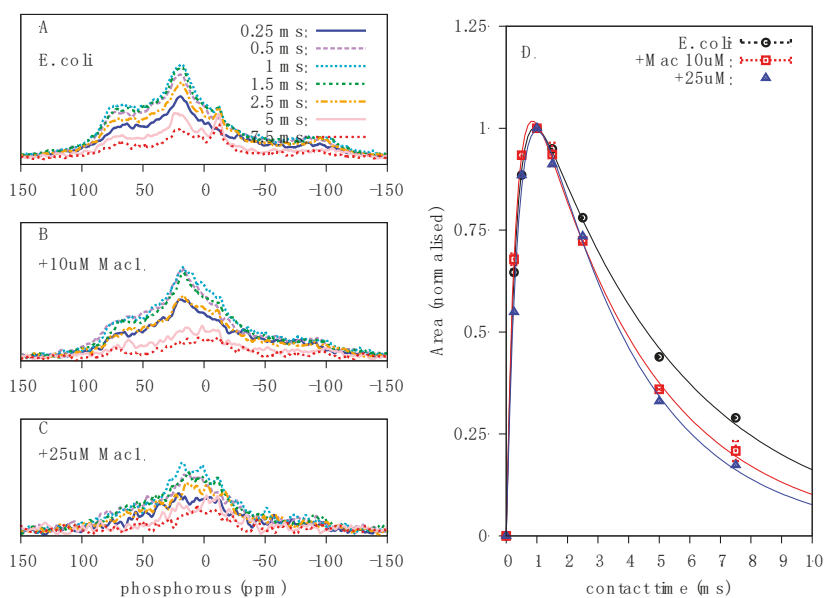 A
E.coli
0.25 ms:
0.5 ms:
1 ms:
1.5 ms:
2.5 ms:
5 ms:
7.5 ms:
150 100 50 0 -50 -100 -150
B
+10uM Mac1.
150 100 50 0 -50 -100 -150
C
+25uM Mac1.
150 100 50 0 -50 -100 -150
phosphorous (ppm)
D.
E.coli:
+Mac 10uM:
+25uM:
1.25
1
0.75
0.5
0.25
0
Area (normalised)
0 1 2 3 4 5 6 7 8 9 10
contact time (ms)